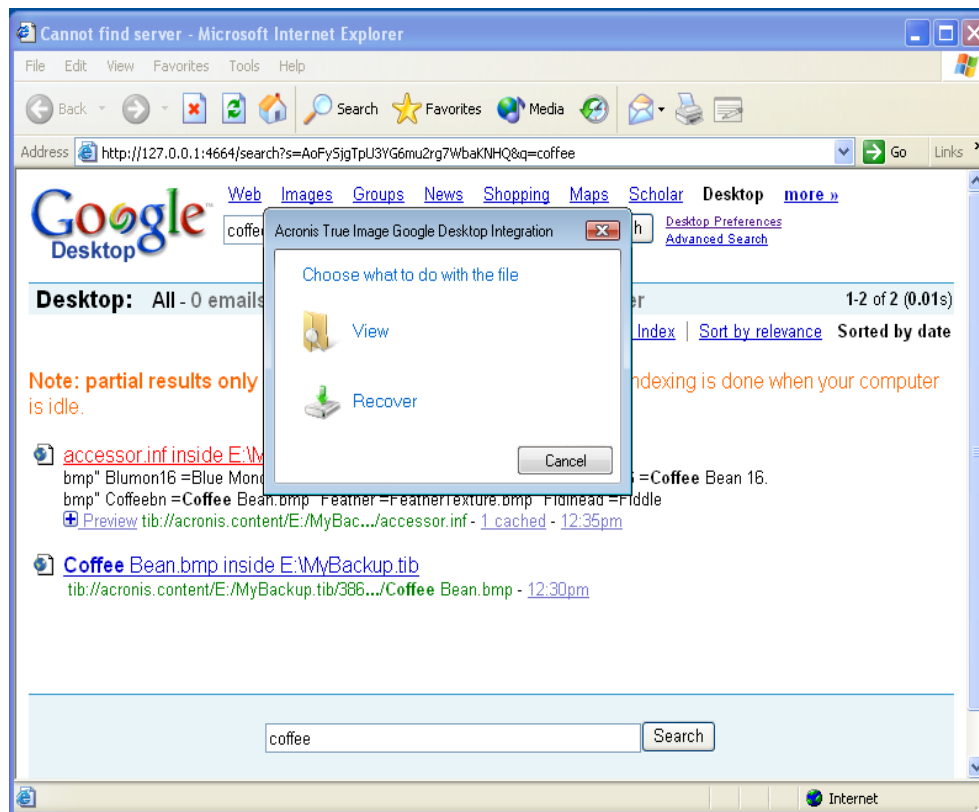 Cannot find server - Microsoft Internet Explorer
File Edit View Favorites Tools Help
Back Search Favorites Media
Address http://127.0.0.1:4664/search?s=AoFy5jgTpU3YG6mu2rg7WbaKNHQ&q=coffee Go Links
Google Desktop
Web Images Groups News Shopping Maps Scholar Desktop more »
coffe h Desktop Preferences
Advanced Search
Acronis True Image Google Desktop Integration
Choose what to do with the file
View
Recover
Cancel
Desktop: All - 0 emails er 1-2 of 2 (0.01s)
Index | Sort by relevance Sorted by date
Note: partial results only ndexing is done when your computer
is idle.
accessor.inf inside E:\M
bmp" Blumon16 =Blue Mon =Coffee Bean 16.
bmp" Coffeebn =Coffee Bean.bmp" Feather =FeatherTexture.bmp" Fidlhead =Fiddle
Preview tib://acronis.content/E:/MyBac.../accessor.inf - 1 cached - 12:35pm
Coffee Bean.bmp inside E:\MyBackup.tib
tib://acronis.content/E:/MyBackup.tib/386.../Coffee Bean.bmp - 12:30pm
coffee Search
Internet